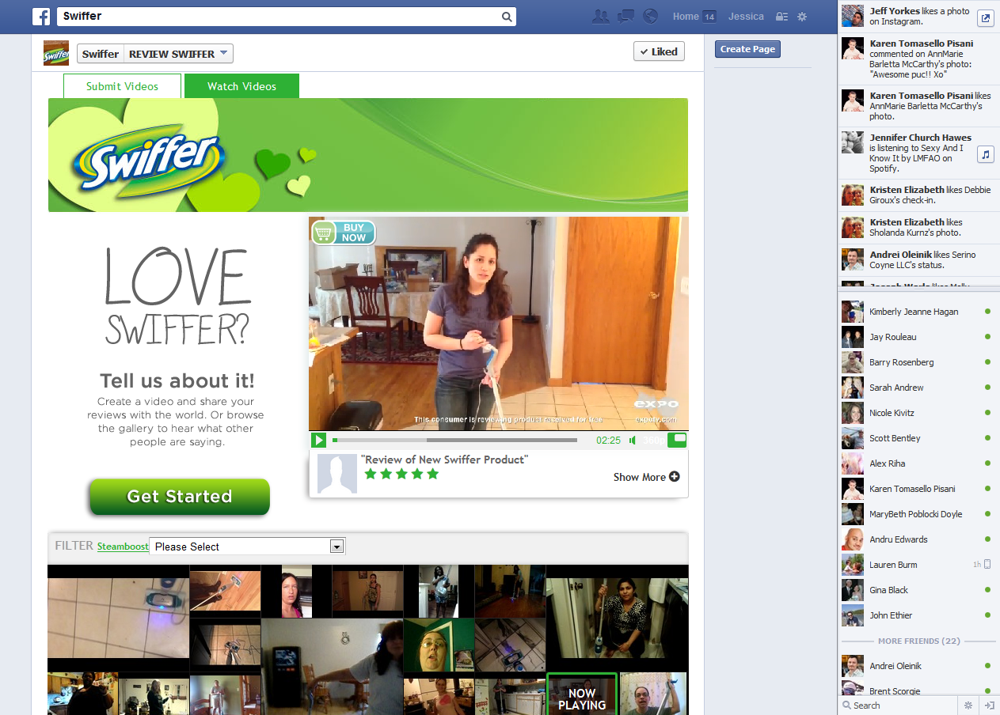 Swiffer
Home 14 Jessica
Swiffer REVIEW SWIFFER
Liked
Create Page
Submit Videos
Watch Videos
Swiffer
LOVE
SWIFFER?
Tell us about it!
Create a video and share your
reviews with the world. Or browse
the gallery to hear what other
people are saying.
Get Started
BUY
NOW
expo
This consumer is reviewing product received for free
expotv.com
02:25
360p
"Review of New Swiffer Product"
Show More
FILTER Steamboost Please Select
NOW
PLAYING
Jeff Yorkes likes a photo
on Instagram.
Karen Tomasello Pisani
commented on AnnMarie
Barletta McCarthy's photo:
"Awesome puc!! Xo"
Karen Tomasello Pisani likes
AnnMarie Barletta McCarthy's
photo.
Jennifer Church Hawes
is listening to Sexy And I
Know It by LMFAO on
Spotify.
Kristen Elizabeth likes Debbie
Giroux's check-in.
Kristen Elizabeth likes
Sholanda Kurnz's photo.
Andrei Oleinik likes Serino
Coyne LLC's status.
Kimberly Jeanne Hagan
Jay Rouleau
Barry Rosenberg
Sarah Andrew
Nicole Kivitz
Scott Bentley
Alex Riha
Karen Tomasello Pisani
MaryBeth Poblocki Doyle
Andru Edwards
Lauren Burm 1h
Gina Black
John Ethier
MORE FRIENDS (22)
Andrei Oleinik
Brent Scorgie
Search